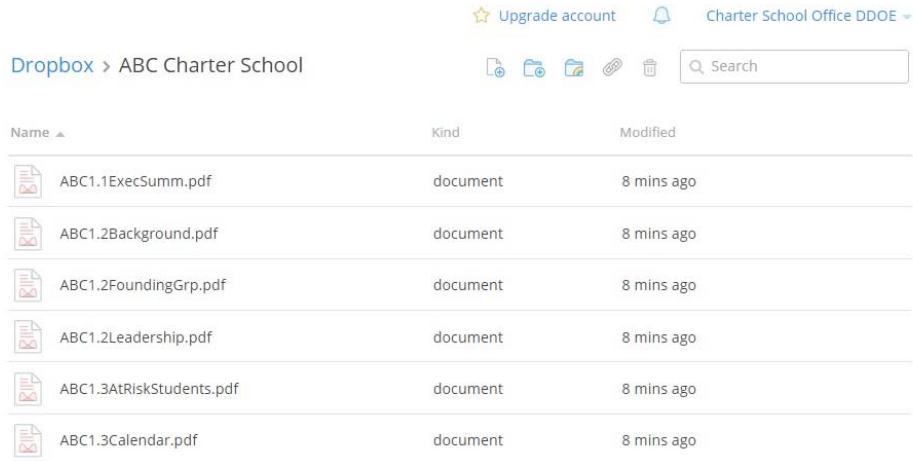 Upgrade account Charter School Office DDOE
Dropbox > ABC Charter School Search
Name Kind Modified
ABC1.1ExecSumm.pdf document 8 mins ago
ABC1.2Background.pdf document 8 mins ago
ABC1.2FoundingGrp.pdf document 8 mins ago
ABC1.2Leadership.pdf document 8 mins ago
ABC1.3AtRiskStudents.pdf document 8 mins ago
ABC1.3Calendar.pdf document 8 mins ago